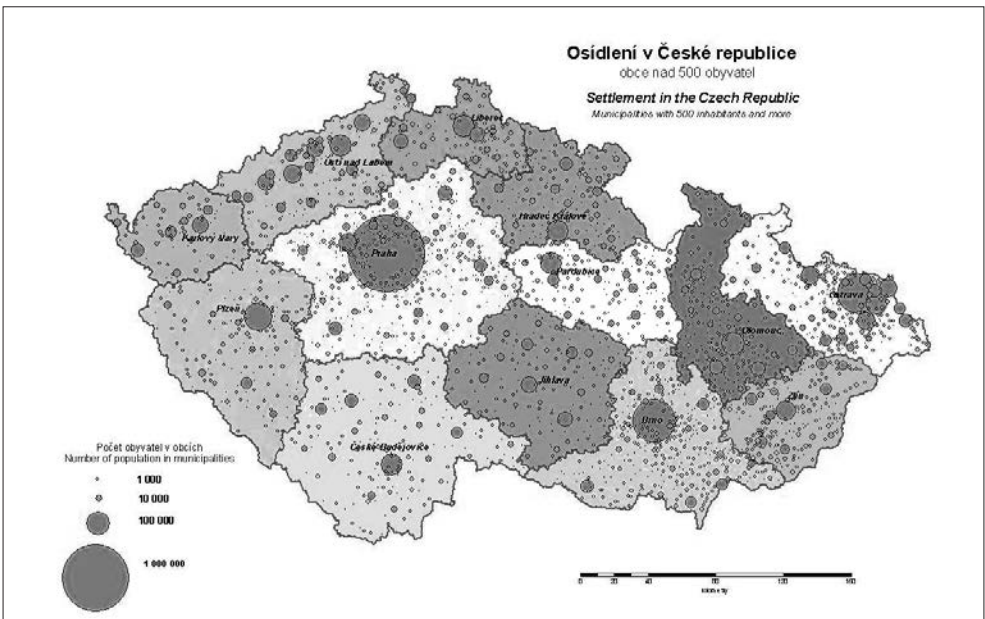 Osídlení v České republice
obce nad 500 obyvatel
Settlement in the Czech Republic
Municipalities with 500 inhabitants and more
Liberec
Ústí nad Labem
Hradec Králové
Karlovy Vary
Praha
Pardubice
Ostrava
Plzeň
Olomouc
Jihlava
Zlín
Brno
České Budějovice
Počet obyvatel v obcích
Number of population in municipalities
1 000
10 000
100 000
1 000 000
0 20 40 80 120 160